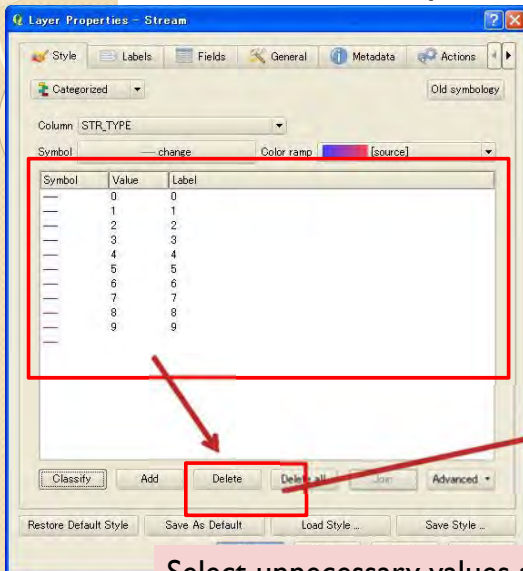 Layer Properties - Stream
Style Labels Fields General Metadata Actions
Categorized Old symbology
Column STR_TYPE
Symbol change Color ramp [source]
Symbol Value Label
0 0
1 1
2 2
3 3
4 4
5 5
6 6
7 7
8 8
9 9
Classify Add Delete Delete all Join Advanced
Restore Default Style Save As Default Load Style ... Save Style ...
Select unnecessary values